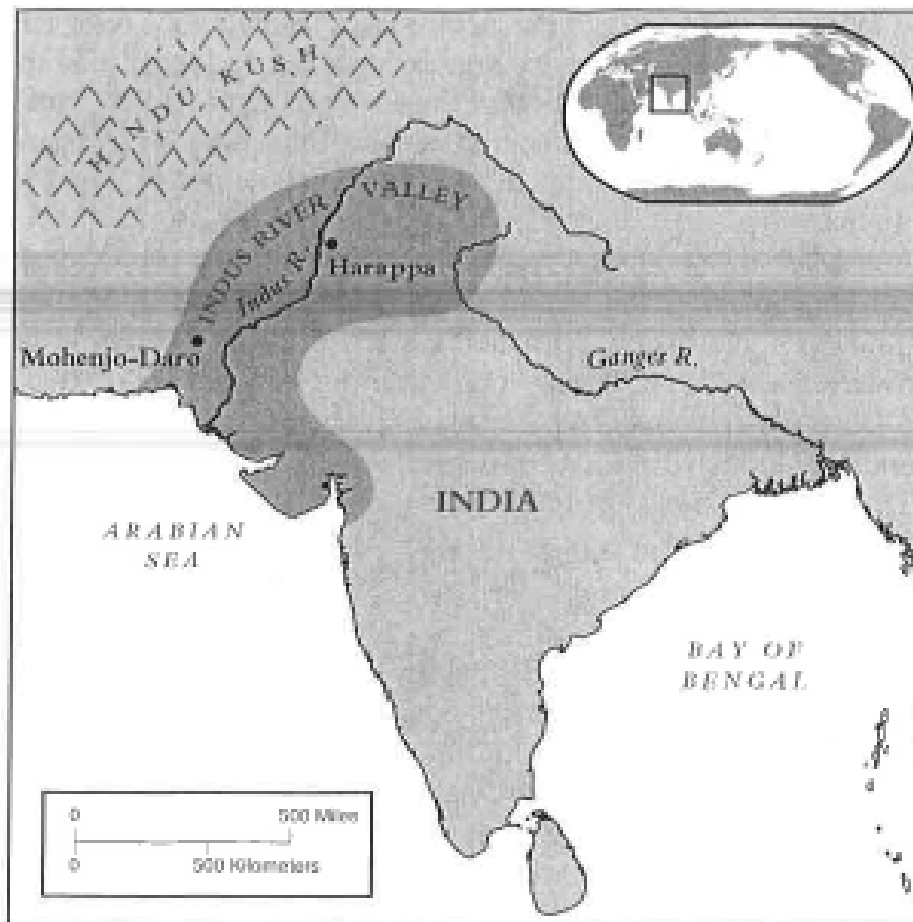 HINDU KUSH
INDUS RIVER VALLEY
Indus R.
Harappa
Mohenjo-Daro
Ganges R.
INDIA
ARABIAN
SEA
BAY OF
BENGAL
0 500 Miles
0 500 Kilometers